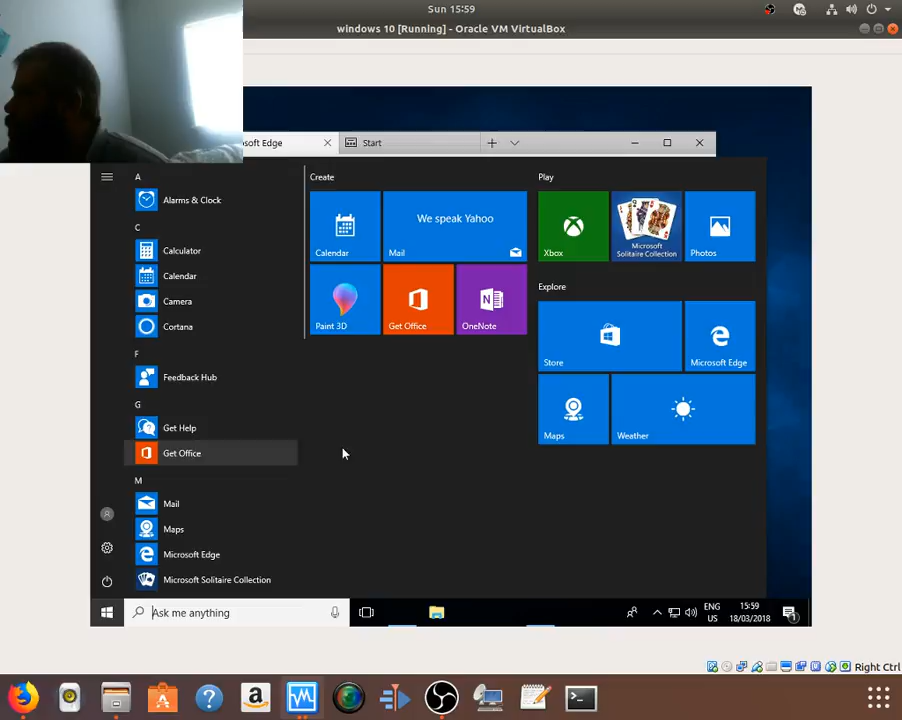 Sun 15:59
windows 10 [Running] - Oracle VM VirtualBox
osoft Edge
Start
A
Alarms & Clock
C
Calculator
Calendar
Camera
Cortana
F
Feedback Hub
G
Get Help
Get Office
M
Mail
Maps
Microsoft Edge
Microsoft Solitaire Collection
Create
We speak Yahoo
Calendar
Mail
Paint 3D
Get Office
OneNote
Play
Xbox
Microsoft
Solitaire Collection
Photos
Explore
Store
Microsoft Edge
Maps
Weather
Ask me anything
ENG
US
15:59
18/03/2018
Right Ctrl